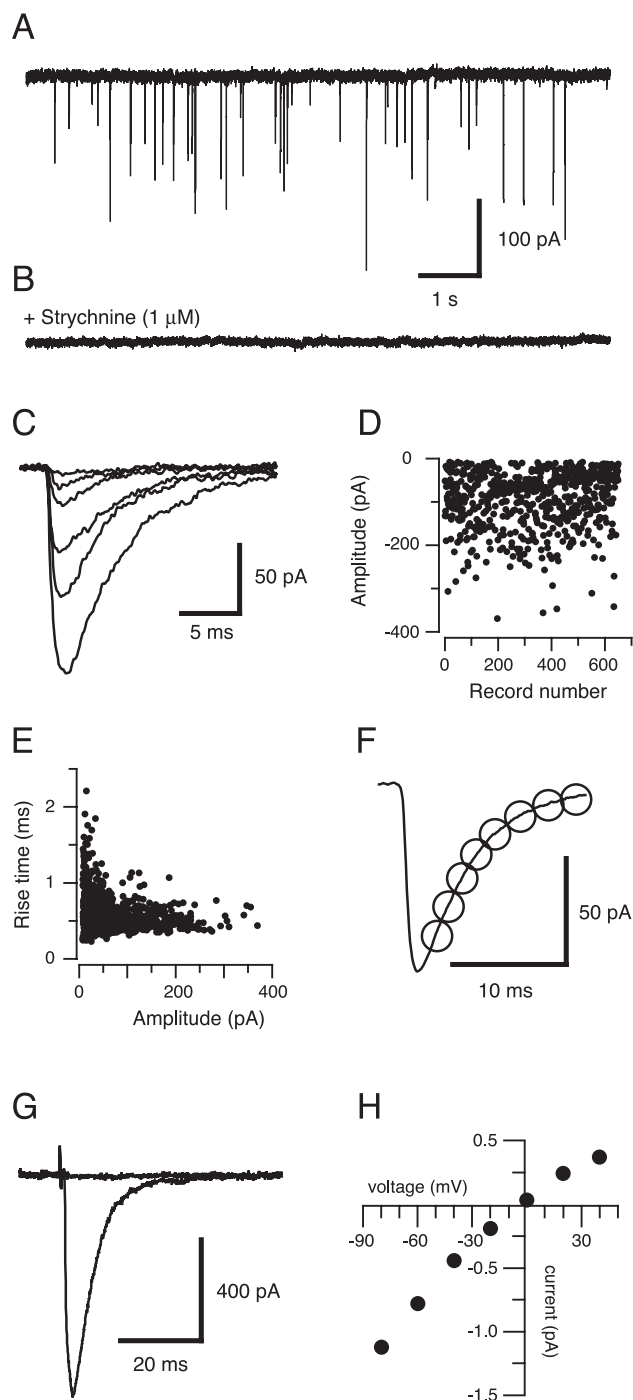 A
100 pA
1 s
B
+ Strychnine (1 μM)
C
50 pA
5 ms
D
0
-200
-400
Amplitude (pA)
0 200 400 600
Record number
E
2
1
0
Rise time (ms)
0 200 400
Amplitude (pA)
F
50 pA
10 ms
G
400 pA
20 ms
H
0.5
voltage (mV)
-90 -60 -30 30
-0.5
-1.0
-1.5
current (pA)